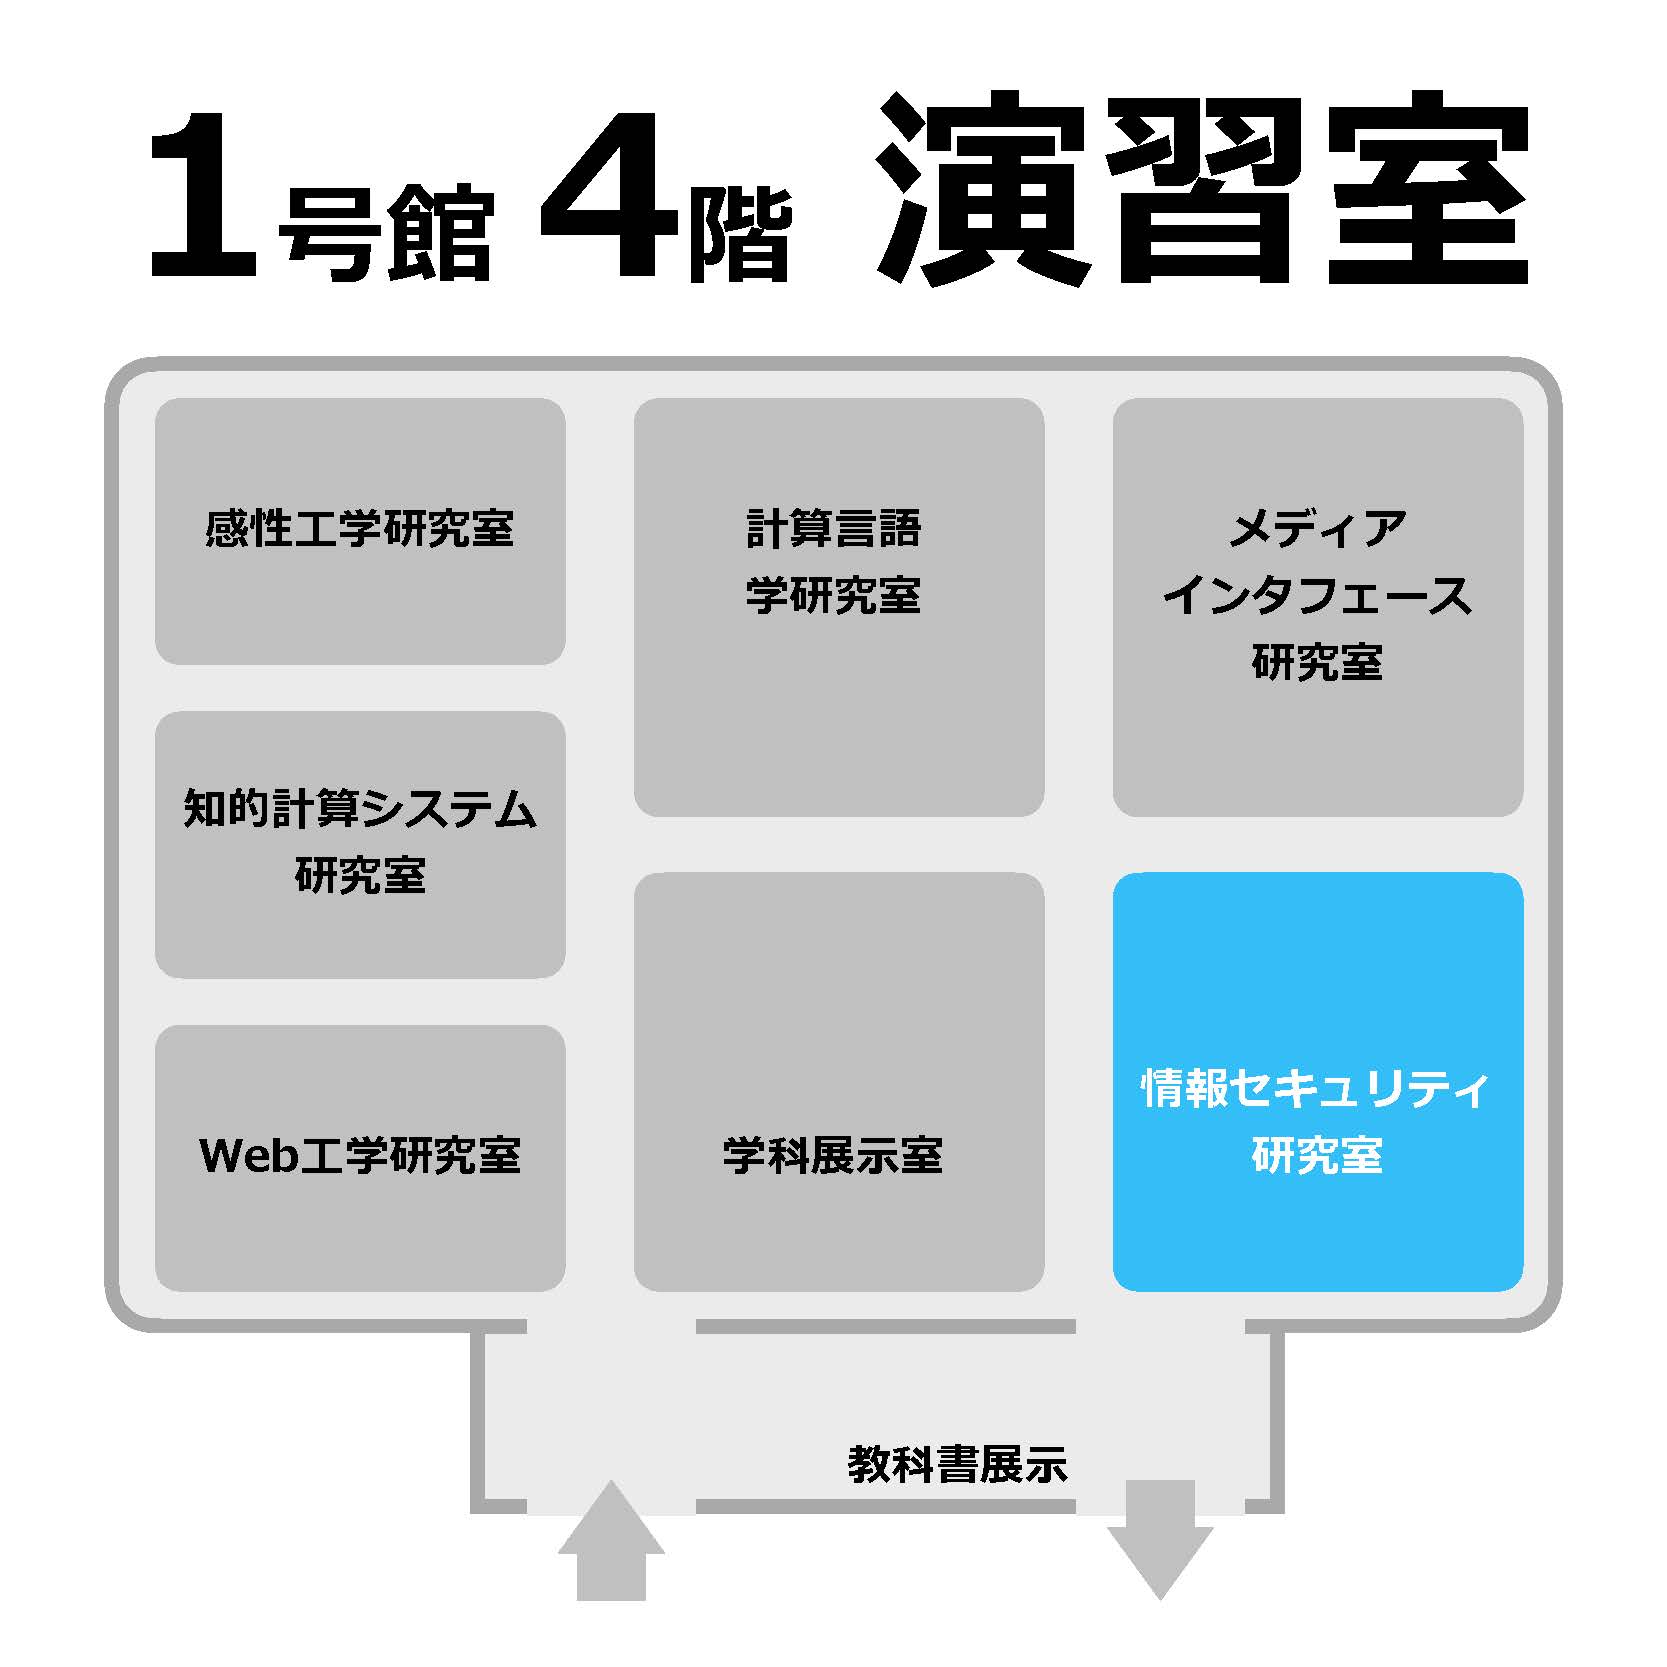 1号館 4階 演習室
感性工学研究室
計算言語
学研究室
メディア
インタフェース
研究室
知的計算システム
研究室
情報セキュリティ
研究室
Web工学研究室
学科展示室
教科書展示